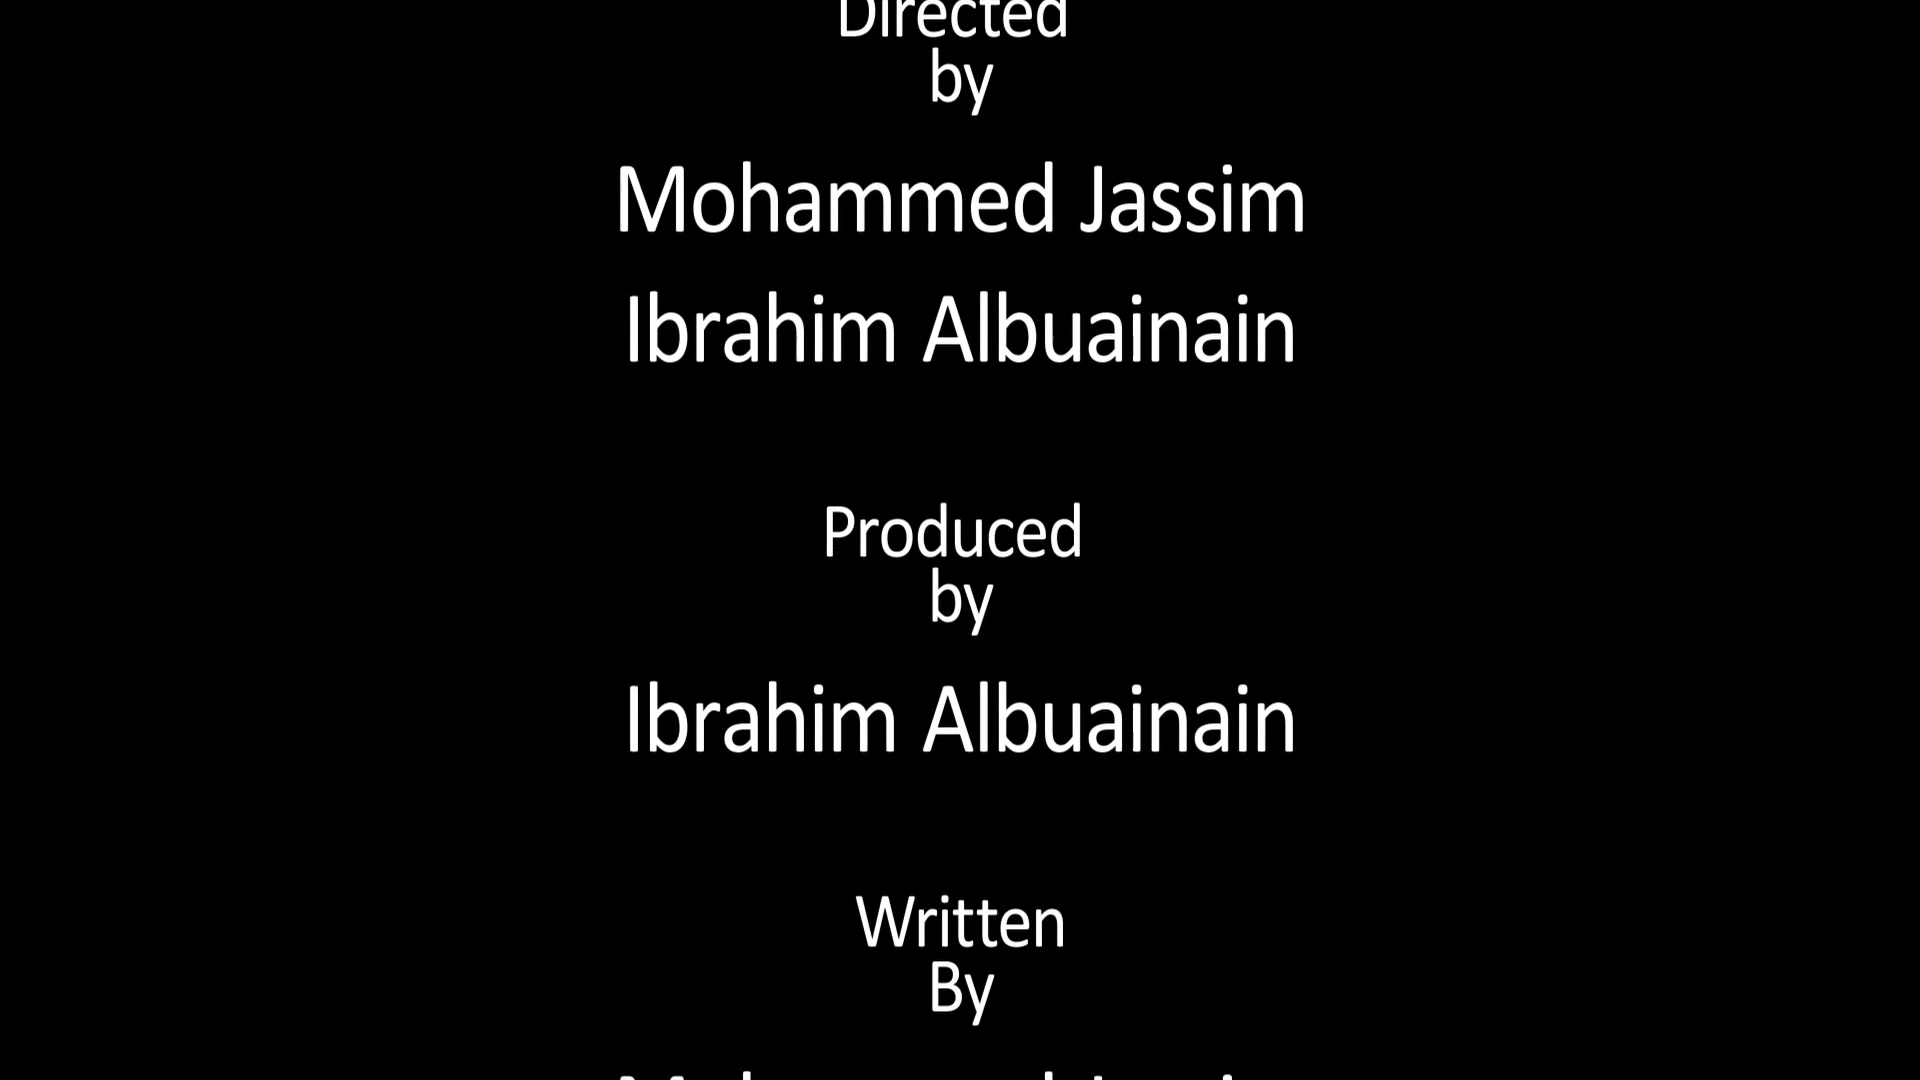 Directed
by
Mohammed Jassim
Ibrahim Albuainain
Produced
by
Ibrahim Albuainain
Written
By